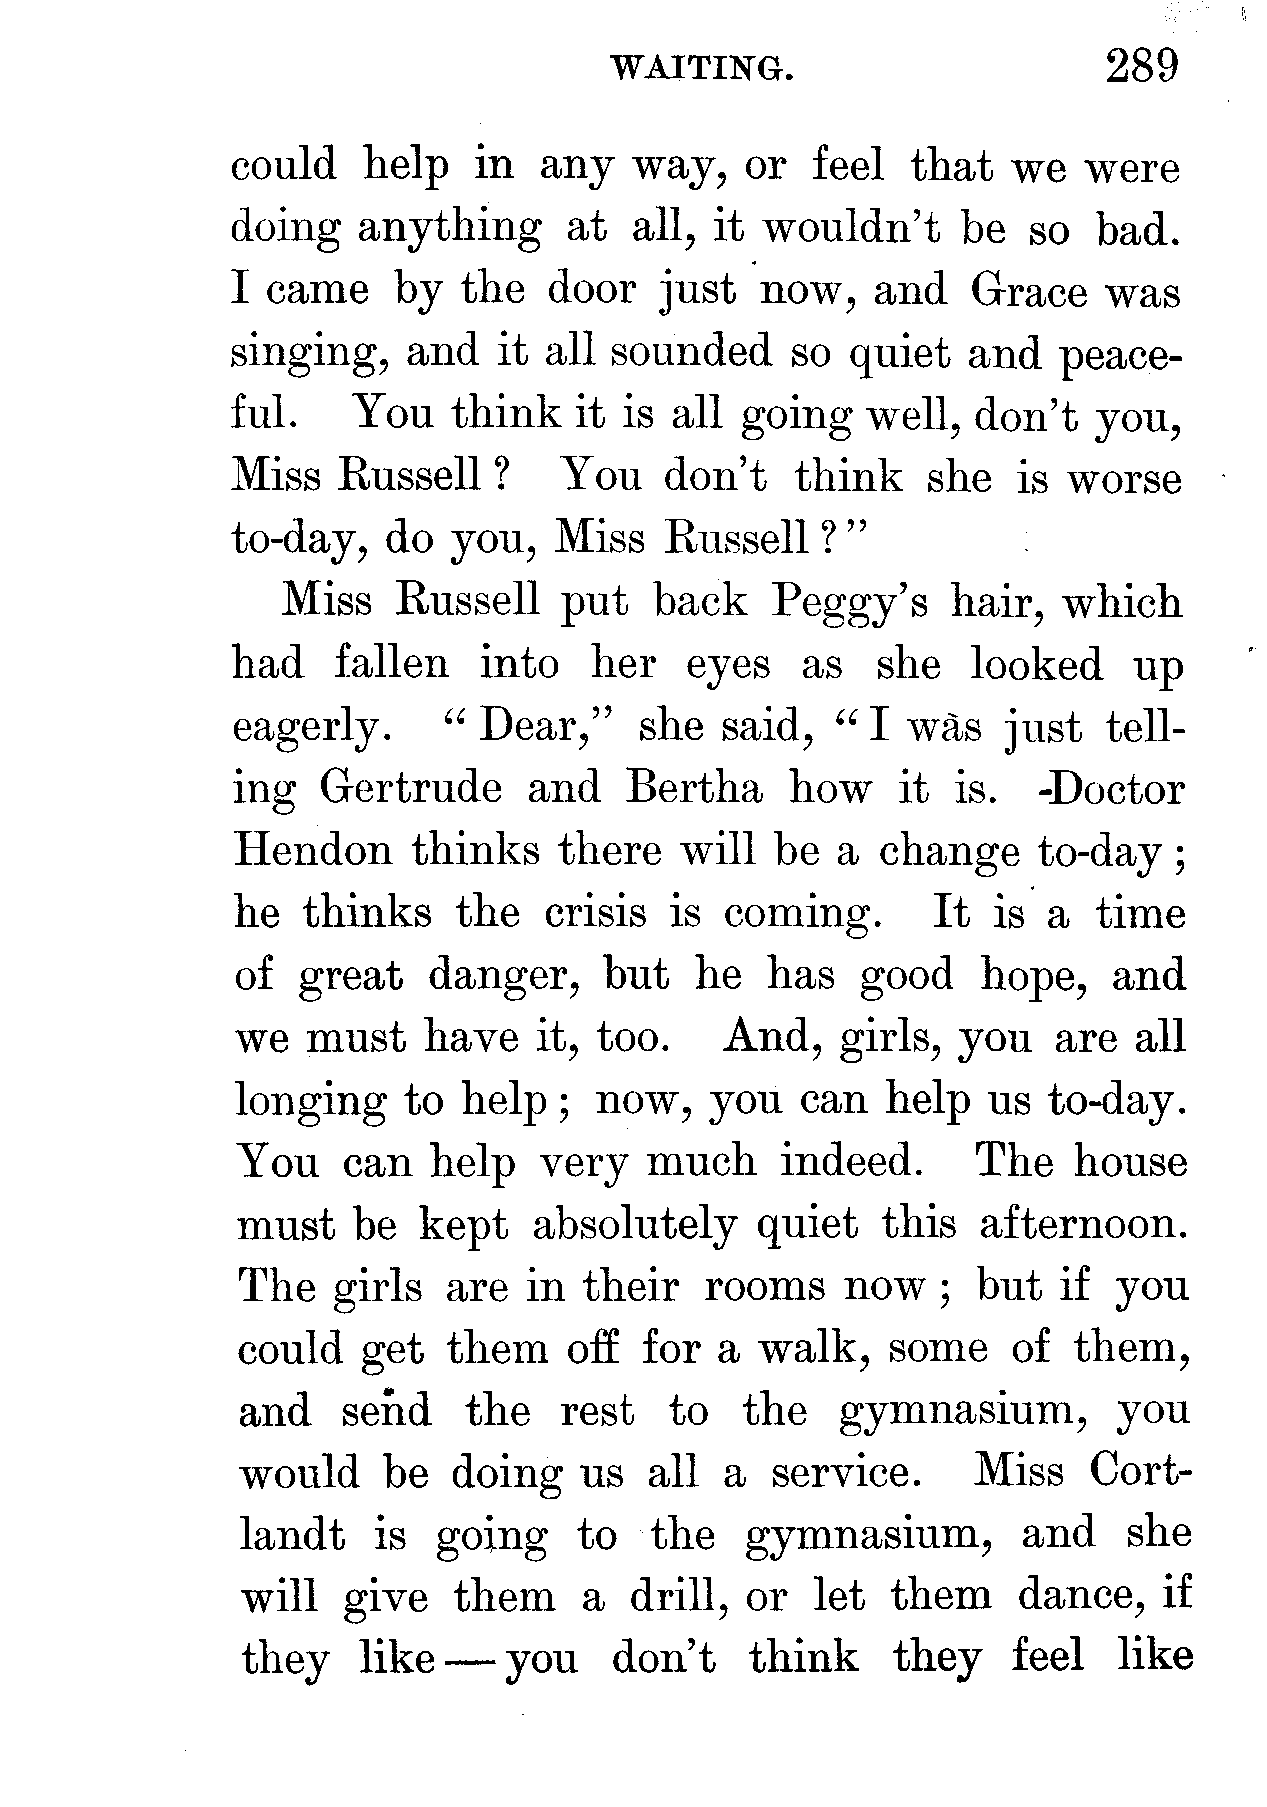 WAITING. 289
could help in any way, or feel that we were
doing anything at all, it wouldn't be so bad.
I came by the door just now, and Grace was
singing, and it all sounded so quiet and peace-
ful. You think it is all going well, don't you,
Miss Russell? You don't think she is worse
to-day, do you, Miss Russell?"
Miss Russell put back Peggy's hair, which
had fallen into her eyes as she looked up
eagerly. "Dear," she said, "I was just tell-
ing Gertrude and Bertha how it is. Doctor
Hendon thinks there will be a change to-day;
he thinks the crisis is coming. It is a time
of great danger, but he has good hope, and
we must have it, too. And, girls, you are all
longing to help; now, you can help us to-day.
You can help very much indeed. The house
must be kept absolutely quiet this afternoon.
The girls are in their rooms now; but if you
could get them off for a walk, some of them,
and send the rest to the gymnasium, you
would be doing us all a service. Miss Cort-
landt is going to the gymnasium, and she
will give them a drill, or let them dance, if
they like — you don't think they feel like